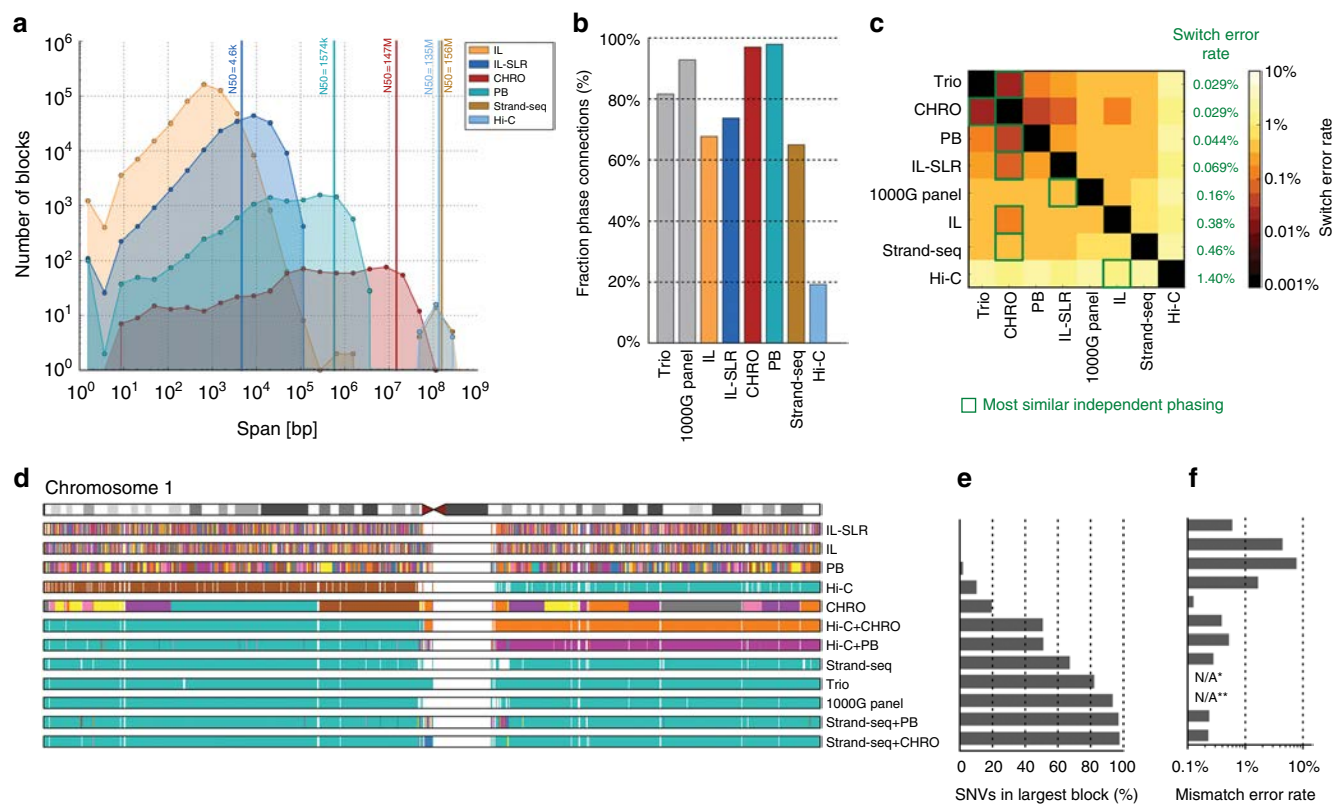 a
10^6
10^5
10^4
10^3
10^2
10^1
10^0
Number of blocks
N50=4.6k
N50=1574k
N50=147M
N50=135M
N50=156M
IL
IL-SLR
CHRO
PB
Strand-seq
Hi-C
10^0 10^1 10^2 10^3 10^4 10^5 10^6 10^7 10^8 10^9
Span [bp]
b
Fraction phase connections (%)
100%
80%
60%
40%
20%
0%
Trio
1000G panel
IL
IL-SLR
CHRO
PB
Strand-seq
Hi-C
c
Switch error
rate
Trio 0.029%
CHRO 0.029%
PB 0.044%
IL-SLR 0.069%
1000G panel 0.16%
IL 0.38%
Strand-seq 0.46%
Hi-C 1.40%
Trio
CHRO
PB
IL-SLR
1000G panel
IL
Strand-seq
Hi-C
10%
1%
0.1%
0.01%
0.001%
Switch error rate
Most similar independent phasing
d
Chromosome 1
IL-SLR
IL
PB
Hi-C
CHRO
Hi-C+CHRO
Hi-C+PB
Strand-seq
Trio
1000G panel
Strand-seq+PB
Strand-seq+CHRO
e
0 20 40 60 80 100
SNVs in largest block (%)
f
N/A*
N/A**
0.1% 1% 10%
Mismatch error rate